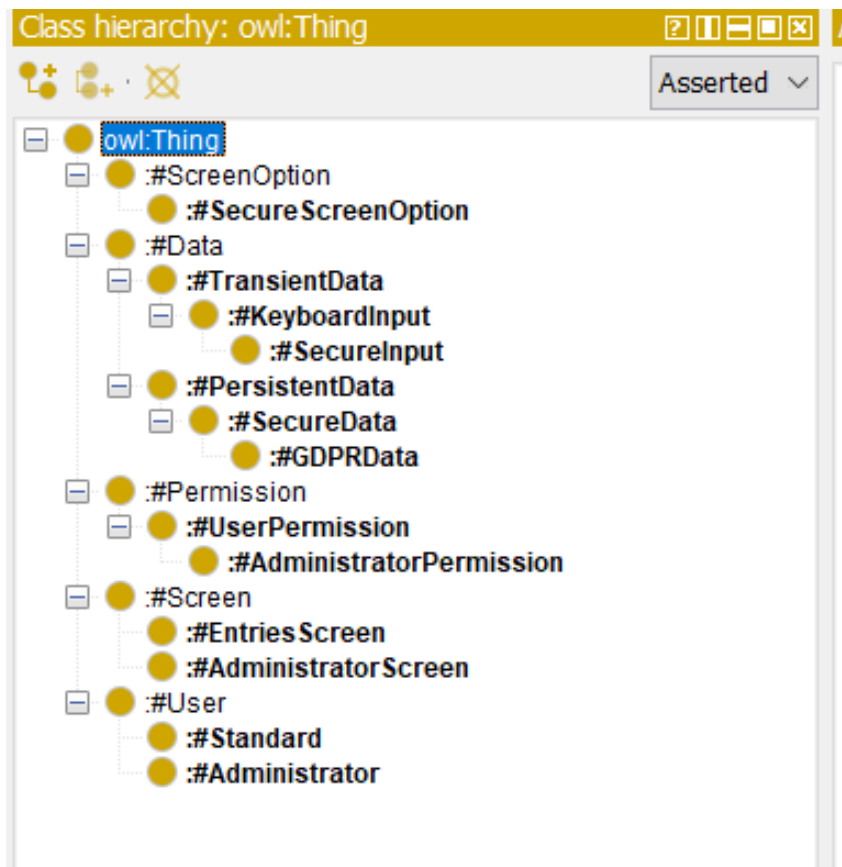 Class hierarchy: owl:Thing
Asserted
owl:Thing
:#ScreenOption
:#SecureScreenOption
:#Data
:#TransientData
:#KeyboardInput
:#SecureInput
:#PersistentData
:#SecureData
:#GDPRData
:#Permission
:#UserPermission
:#AdministratorPermission
:#Screen
:#EntriesScreen
:#AdministratorScreen
:#User
:#Standard
:#Administrator